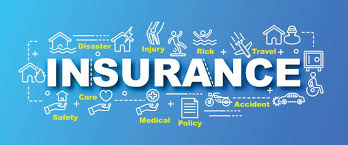 Disaster
Injury
Risk
Travel
INSURANCE
Care
Safety
Medical
Policy
Accident